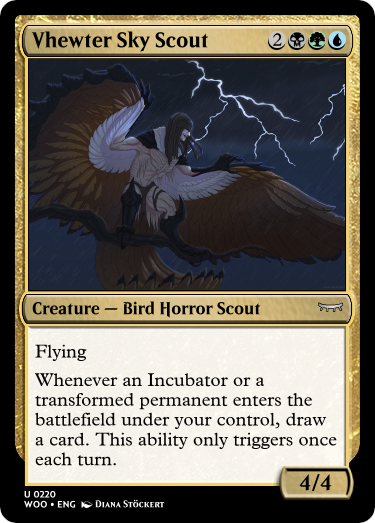 Vhewter Sky Scout
2
Creature — Bird Horror Scout
Flying
Whenever an Incubator or a
transformed permanent enters the
battlefield under your control, draw
a card. This ability only triggers once
each turn.
4/4
U 0220
WOO • ENG Diana Stöckert